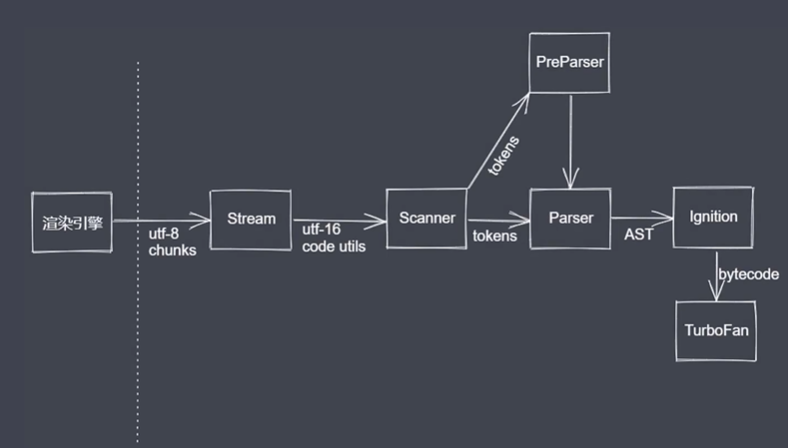 PreParser
tokens
渲染引擎
utf-8
chunks
Stream
utf-16
code utils
Scanner
tokens
Parser
AST
Ignition
bytecode
TurboFan